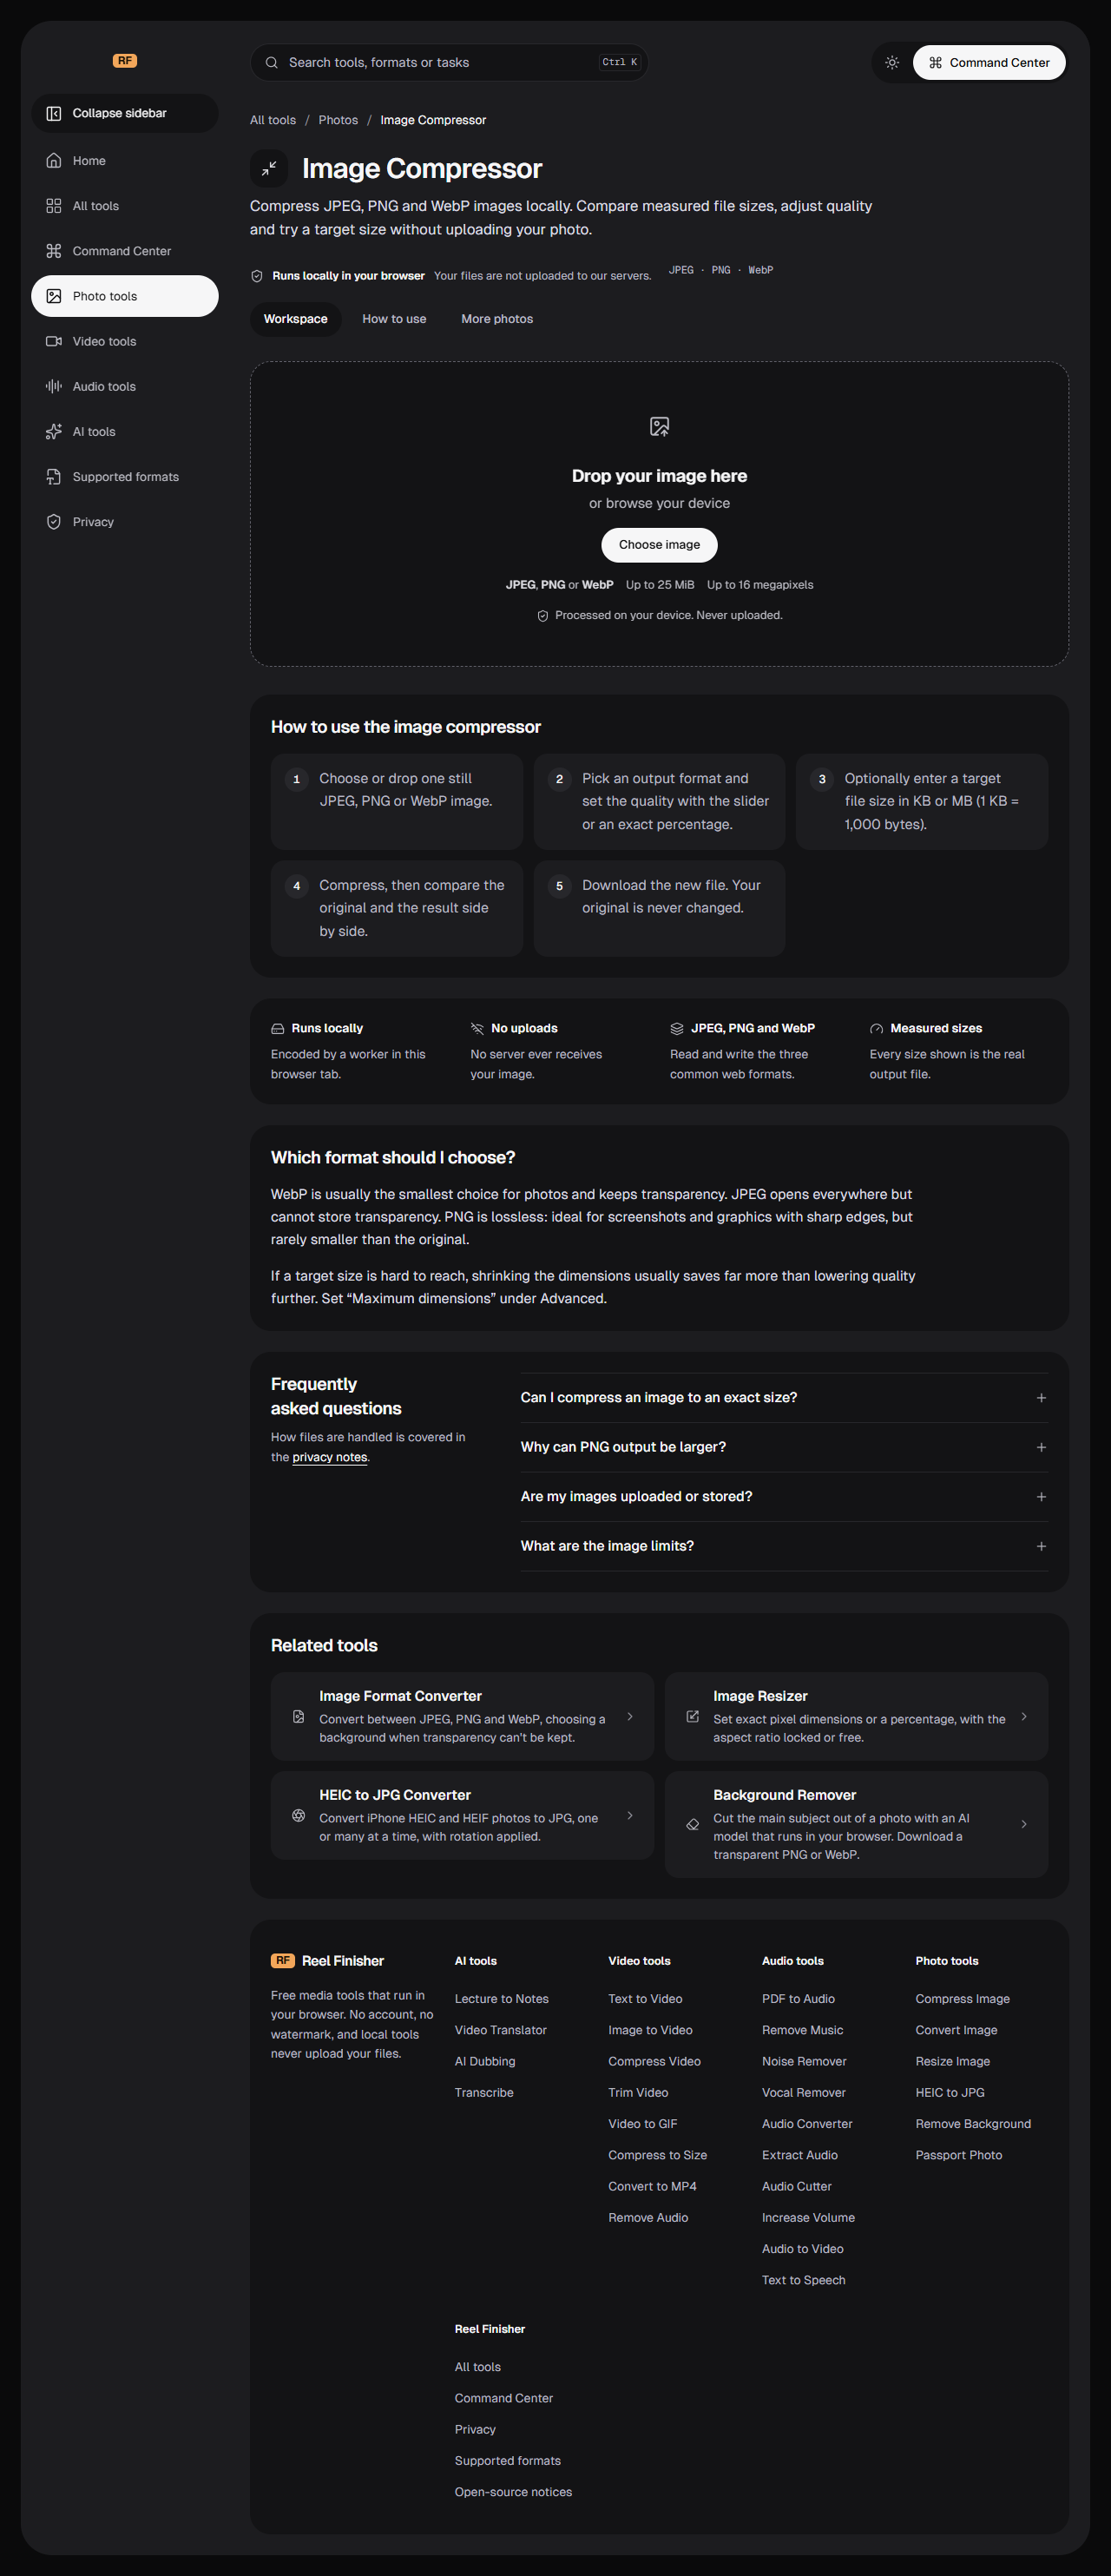 RF
Search tools, formats or tasks
Ctrl K
Command Center
Collapse sidebar
Home
All tools
Command Center
Photo tools
Video tools
Audio tools
AI tools
Supported formats
Privacy
All tools / Photos / Image Compressor
Image Compressor
Compress JPEG, PNG and WebP images locally. Compare measured file sizes, adjust quality
and try a target size without uploading your photo.
Runs locally in your browser Your files are not uploaded to our servers. JPEG · PNG · WebP
Workspace
How to use
More photos
Drop your image here
or browse your device
Choose image
JPEG, PNG or WebP Up to 25 MiB Up to 16 megapixels
Processed on your device. Never uploaded.
How to use the image compressor
1
Choose or drop one still
JPEG, PNG or WebP image.
2
Pick an output format and
set the quality with the slider
or an exact percentage.
3
Optionally enter a target
file size in KB or MB (1 KB =
1,000 bytes).
4
Compress, then compare the
original and the result side
by side.
5
Download the new file. Your
original is never changed.
Runs locally
Encoded by a worker in this
browser tab.
No uploads
No server ever receives
your image.
JPEG, PNG and WebP
Read and write the three
common web formats.
Measured sizes
Every size shown is the real
output file.
Which format should I choose?
WebP is usually the smallest choice for photos and keeps transparency. JPEG opens everywhere but
cannot store transparency. PNG is lossless: ideal for screenshots and graphics with sharp edges, but
rarely smaller than the original.
If a target size is hard to reach, shrinking the dimensions usually saves far more than lowering quality
further. Set “Maximum dimensions” under Advanced.
Frequently
asked questions
How files are handled is covered in
the privacy notes.
Can I compress an image to an exact size?
Why can PNG output be larger?
Are my images uploaded or stored?
What are the image limits?
Related tools
Image Format Converter
Convert between JPEG, PNG and WebP, choosing a
background when transparency can't be kept.
Image Resizer
Set exact pixel dimensions or a percentage, with the
aspect ratio locked or free.
HEIC to JPG Converter
Convert iPhone HEIC and HEIF photos to JPG, one
or many at a time, with rotation applied.
Background Remover
Cut the main subject out of a photo with an AI
model that runs in your browser. Download a
transparent PNG or WebP.
RF Reel Finisher
Free media tools that run in
your browser. No account, no
watermark, and local tools
never upload your files.
AI tools
Lecture to Notes
Video Translator
AI Dubbing
Transcribe
Video tools
Text to Video
Image to Video
Compress Video
Trim Video
Video to GIF
Compress to Size
Convert to MP4
Remove Audio
Audio tools
PDF to Audio
Remove Music
Noise Remover
Vocal Remover
Audio Converter
Extract Audio
Audio Cutter
Increase Volume
Audio to Video
Text to Speech
Photo tools
Compress Image
Convert Image
Resize Image
HEIC to JPG
Remove Background
Passport Photo
Reel Finisher
All tools
Command Center
Privacy
Supported formats
Open-source notices